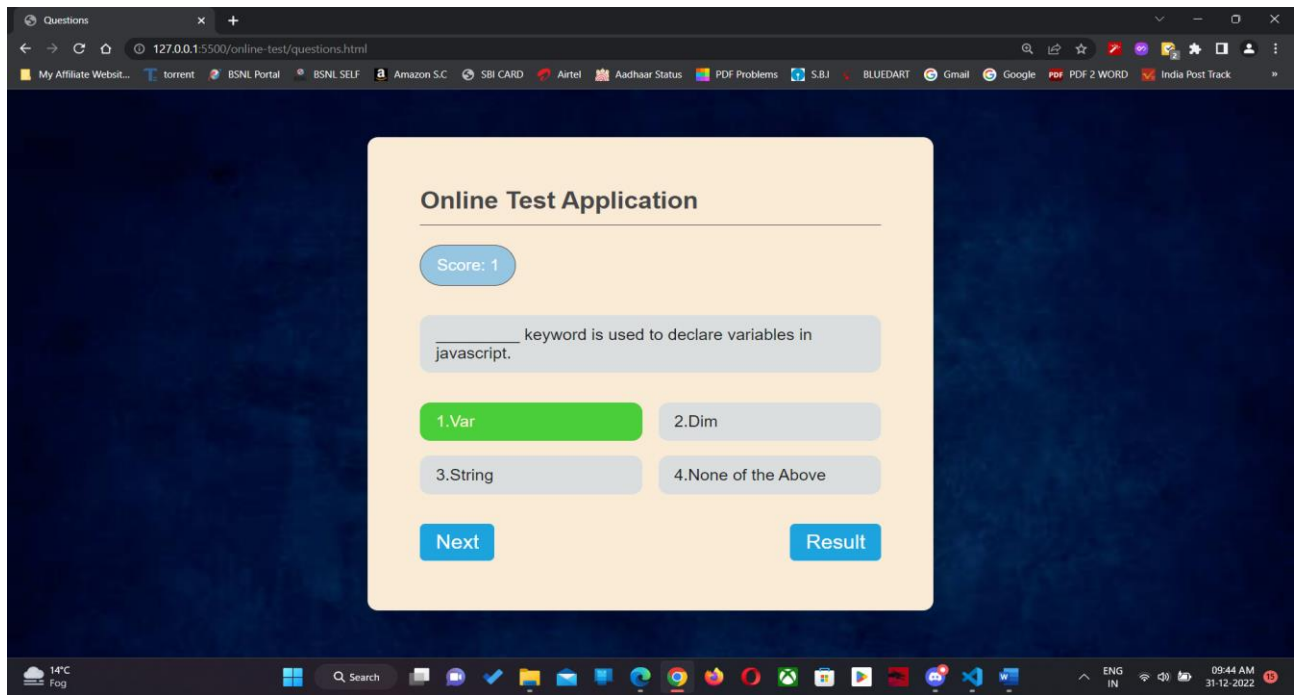 Questions
127.0.0.1:5500/online-test/questions.html
My Affiliate Websit... torrent BSNL Portal BSNL SELF Amazon S.C SBI CARD Airtel Aadhaar Status PDF Problems S.B.I BLUEDART Gmail Google PDF PDF 2 WORD India Post Track »
Online Test Application
Score: 1
__________ keyword is used to declare variables in
javascript.
1.Var 2.Dim
3.String 4.None of the Above
Next Result
14°C
Fog
Search
ENG
IN
09:44 AM
31-12-2022
15